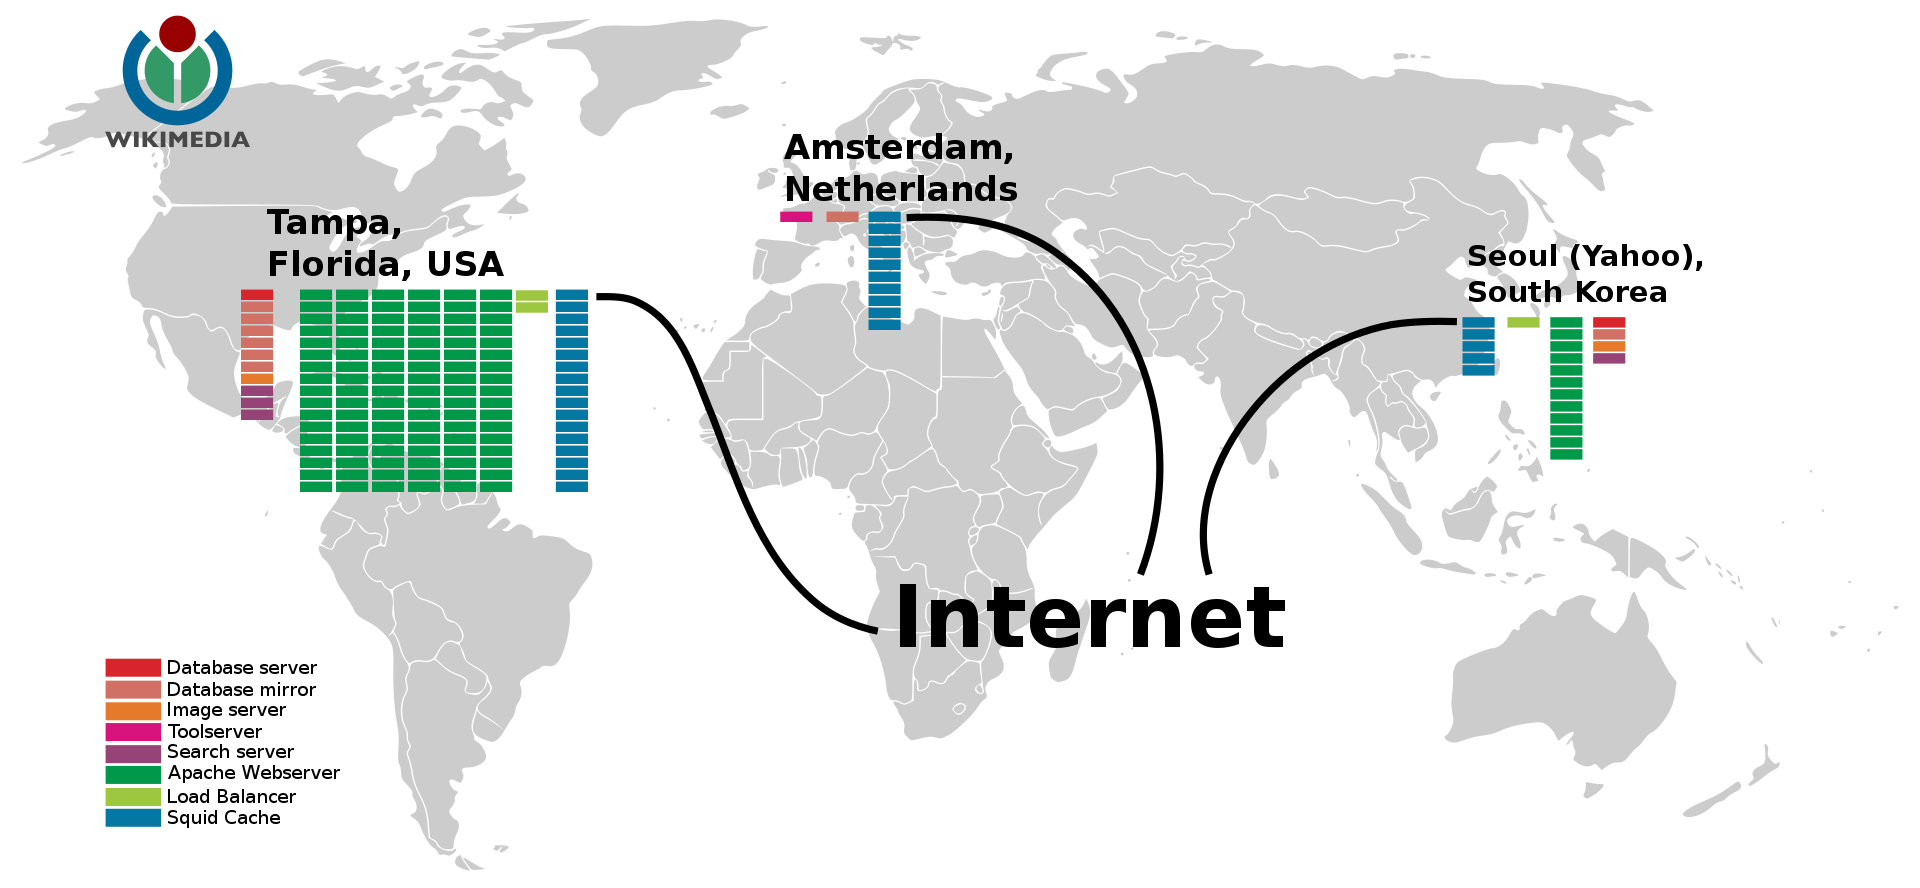 WIKIMEDIA
Amsterdam,
Netherlands
Tampa,
Florida, USA
Seoul (Yahoo),
South Korea
Internet
Database server
Database mirror
Image server
Toolserver
Search server
Apache Webserver
Load Balancer
Squid Cache